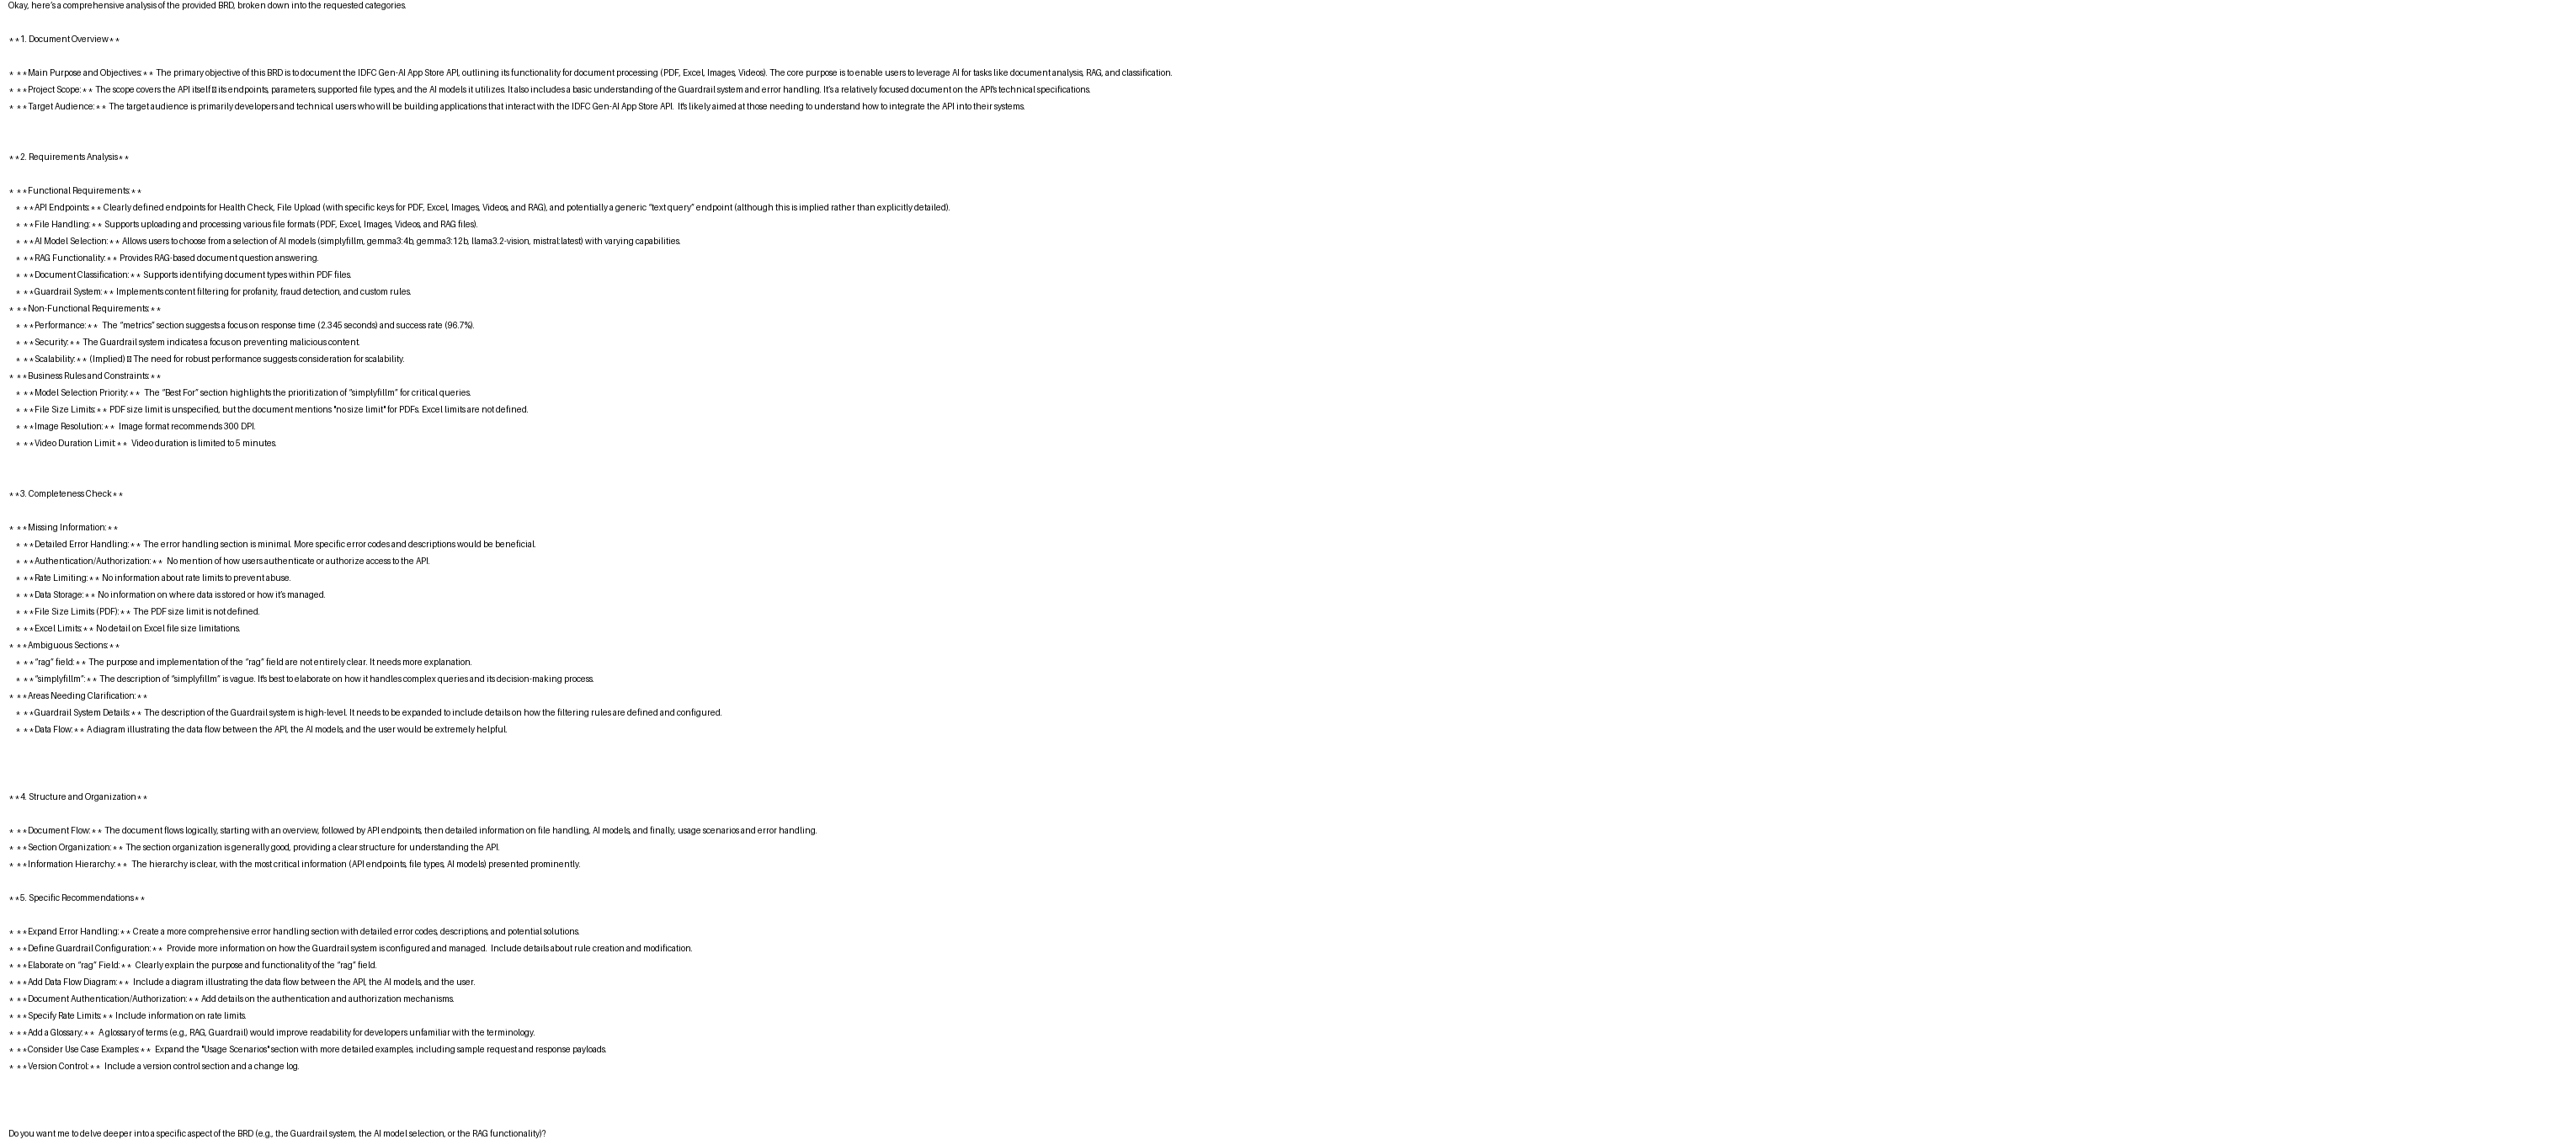 Okay, here's a comprehensive analysis of the provided BRD, broken down into the requested categories.
**1. Document Overview**
* **Main Purpose and Objectives:** The primary objective of this BRD is to document the IDFC Gen-AI App Store API, outlining its functionality for document processing (PDF, Excel, Images, Videos). The core purpose is to enable users to leverage AI for tasks like document analysis, RAG, and classification.
* **Project Scope:** The scope covers the API itself its endpoints, parameters, supported file types, and the AI models it utilizes. It also includes a basic understanding of the Guardrail system and error handling. It's a relatively focused document on the API's technical specifications.
* **Target Audience:** The target audience is primarily developers and technical users who will be building applications that interact with the IDFC Gen-AI App Store API. It's likely aimed at those needing to understand how to integrate the API into their systems.
**2. Requirements Analysis**
* **Functional Requirements:**
* **API Endpoints:** Clearly defined endpoints for Health Check, File Upload (with specific keys for PDF, Excel, Images, Videos, and RAG), and potentially a generic “text query” endpoint (although this is implied rather than explicitly detailed).
* **File Handling:** Supports uploading and processing various file formats (PDF, Excel, Images, Videos, and RAG files).
* **AI Model Selection:** Allows users to choose from a selection of AI models (simplyfillm, gemma3:4b, gemma3:12b, llama3.2-vision, mistral:latest) with varying capabilities.
* **RAG Functionality:** Provides RAG-based document question answering.
* **Document Classification:** Supports identifying document types within PDF files.
* **Guardrail System:** Implements content filtering for profanity, fraud detection, and custom rules.
* **Non-Functional Requirements:**
* **Performance:** The “metrics” section suggests a focus on response time (2.345 seconds) and success rate (96.7%).
* **Security:** The Guardrail system indicates a focus on preventing malicious content.
* **Scalability:** (Implied) The need for robust performance suggests consideration for scalability.
* **Business Rules and Constraints:**
* **Model Selection Priority:** The “Best For” section highlights the prioritization of “simplyfillm” for critical queries.
* **File Size Limits:** PDF size limit is unspecified, but the document mentions "no size limit" for PDFs. Excel limits are not defined.
* **Image Resolution:** Image format recommends 300 DPI.
* **Video Duration Limit:** Video duration is limited to 5 minutes.
**3. Completeness Check**
* **Missing Information:**
* **Detailed Error Handling:** The error handling section is minimal. More specific error codes and descriptions would be beneficial.
* **Authentication/Authorization:** No mention of how users authenticate or authorize access to the API.
* **Rate Limiting:** No information about rate limits to prevent abuse.
* **Data Storage:** No information on where data is stored or how it's managed.
* **File Size Limits (PDF):** The PDF size limit is not defined.
* **Excel Limits:** No detail on Excel file size limitations.
* **Ambiguous Sections:**
* **“rag” field:** The purpose and implementation of the “rag” field are not entirely clear. It needs more explanation.
* **“simplyfillm”:** The description of “simplyfillm” is vague. It's best to elaborate on how it handles complex queries and its decision-making process.
* **Areas Needing Clarification:**
* **Guardrail System Details:** The description of the Guardrail system is high-level. It needs to be expanded to include details on how the filtering rules are defined and configured.
* **Data Flow:** A diagram illustrating the data flow between the API, the AI models, and the user would be extremely helpful.
**4. Structure and Organization**
* **Document Flow:** The document flows logically, starting with an overview, followed by API endpoints, then detailed information on file handling, AI models, and finally, usage scenarios and error handling.
* **Section Organization:** The section organization is generally good, providing a clear structure for understanding the API.
* **Information Hierarchy:** The hierarchy is clear, with the most critical information (API endpoints, file types, AI models) presented prominently.
**5. Specific Recommendations**
* **Expand Error Handling:** Create a more comprehensive error handling section with detailed error codes, descriptions, and potential solutions.
* **Define Guardrail Configuration:** Provide more information on how the Guardrail system is configured and managed. Include details about rule creation and modification.
* **Elaborate on “rag” Field:** Clearly explain the purpose and functionality of the “rag” field.
* **Add Data Flow Diagram:** Include a diagram illustrating the data flow between the API, the AI models, and the user.
* **Document Authentication/Authorization:** Add details on the authentication and authorization mechanisms.
* **Specify Rate Limits:** Include information on rate limits.
* **Add a Glossary:** A glossary of terms (e.g., RAG, Guardrail) would improve readability for developers unfamiliar with the terminology.
* **Consider Use Case Examples:** Expand the "Usage Scenarios" section with more detailed examples, including sample request and response payloads.
* **Version Control:** Include a version control section and a change log.
Do you want me to delve deeper into a specific aspect of the BRD (e.g., the Guardrail system, the AI model selection, or the RAG functionality)?